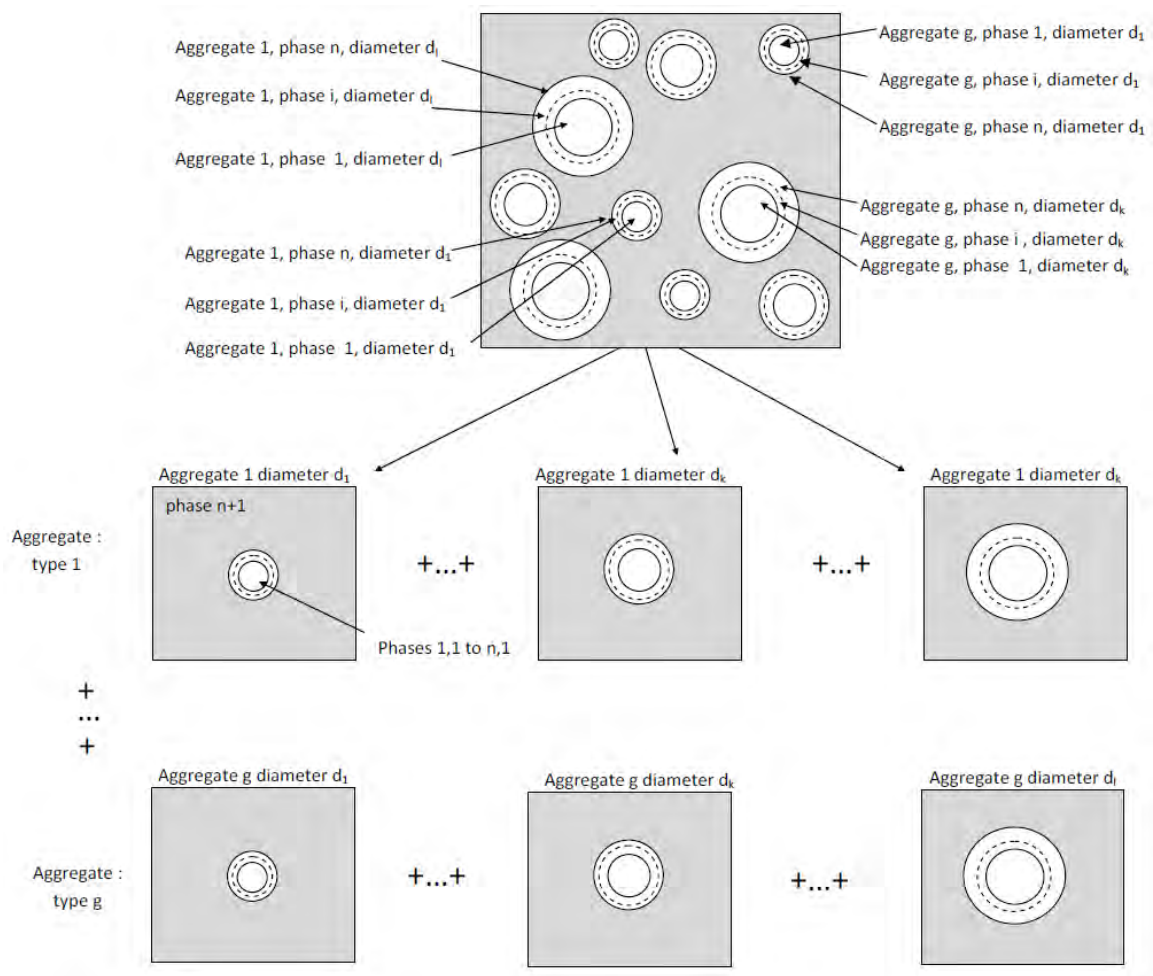 Aggregate 1, phase n, diameter dₗ
Aggregate 1, phase i, diameter dₗ
Aggregate 1, phase 1, diameter dₗ
Aggregate 1, phase n, diameter d₁
Aggregate 1, phase i, diameter d₁
Aggregate 1, phase 1, diameter d₁
Aggregate g, phase 1, diameter d₁
Aggregate g, phase i, diameter d₁
Aggregate g, phase n, diameter d₁
Aggregate g, phase n, diameter dₖ
Aggregate g, phase i , diameter dₖ
Aggregate g, phase 1, diameter dₖ
Aggregate 1 diameter d₁
Aggregate 1 diameter dₖ
Aggregate 1 diameter dₖ
phase n+1
Aggregate :
type 1
+...+
+...+
Phases 1,1 to n,1
+
...
+
Aggregate g diameter d₁
Aggregate g diameter dₖ
Aggregate g diameter dₗ
Aggregate :
type g
+...+
+...+